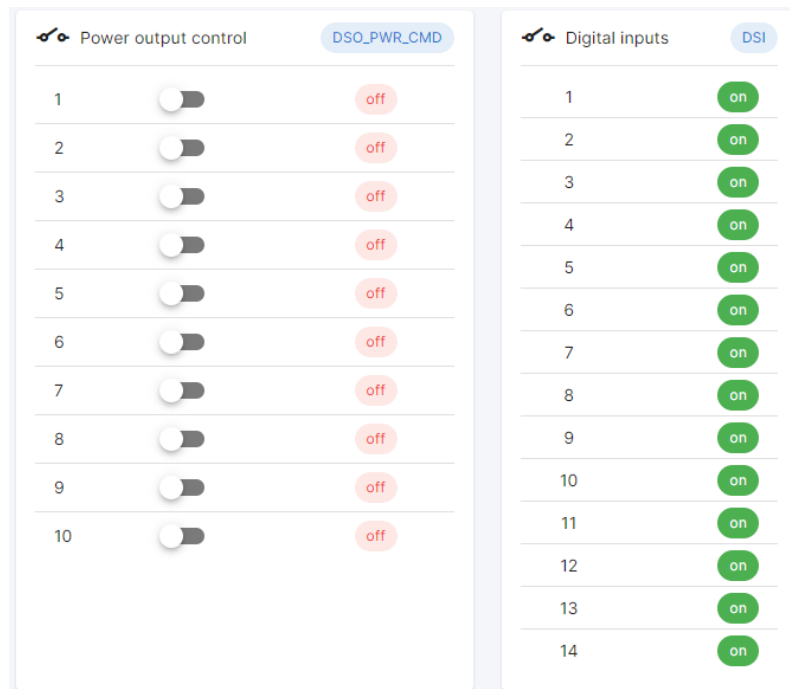 Power output control DSO_PWR_CMD
1 off
2 off
3 off
4 off
5 off
6 off
7 off
8 off
9 off
10 off
Digital inputs DSI
1 on
2 on
3 on
4 on
5 on
6 on
7 on
8 on
9 on
10 on
11 on
12 on
13 on
14 on